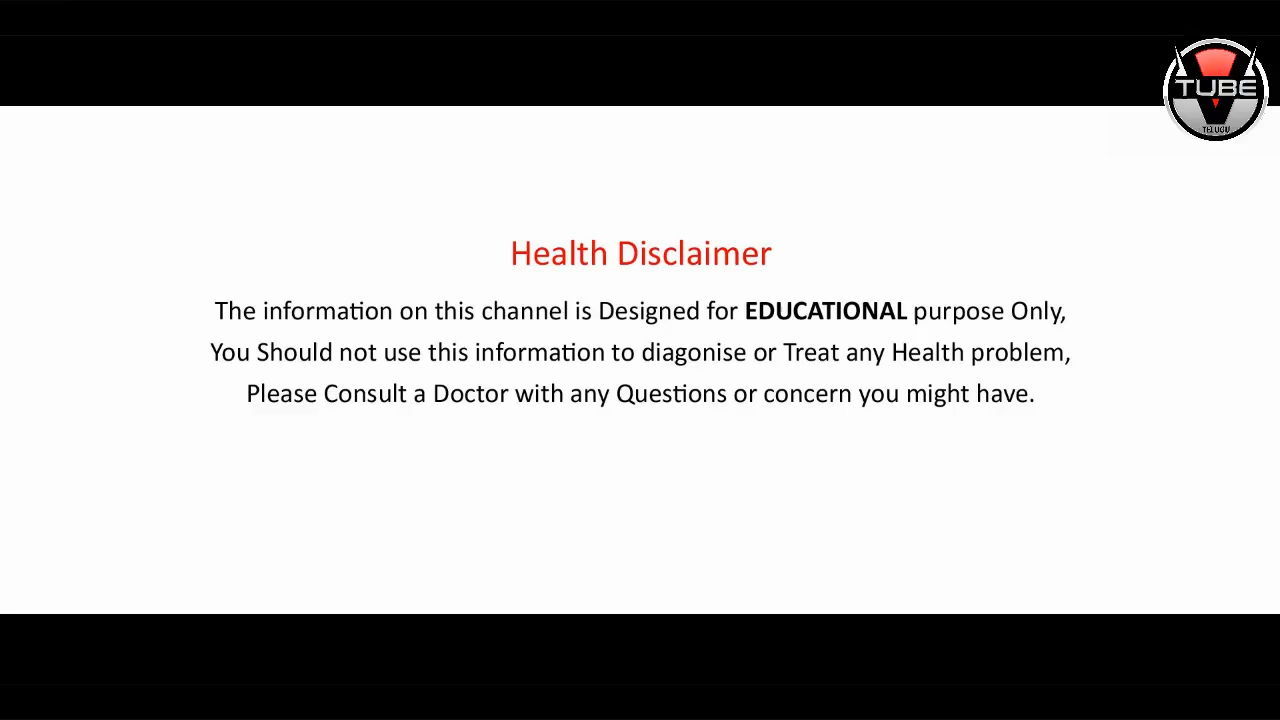 TUBE
TELUGU
Health Disclaimer
The information on this channel is Designed for EDUCATIONAL purpose Only,
You Should not use this information to diagonise or Treat any Health problem,
Please Consult a Doctor with any Questions or concern you might have.